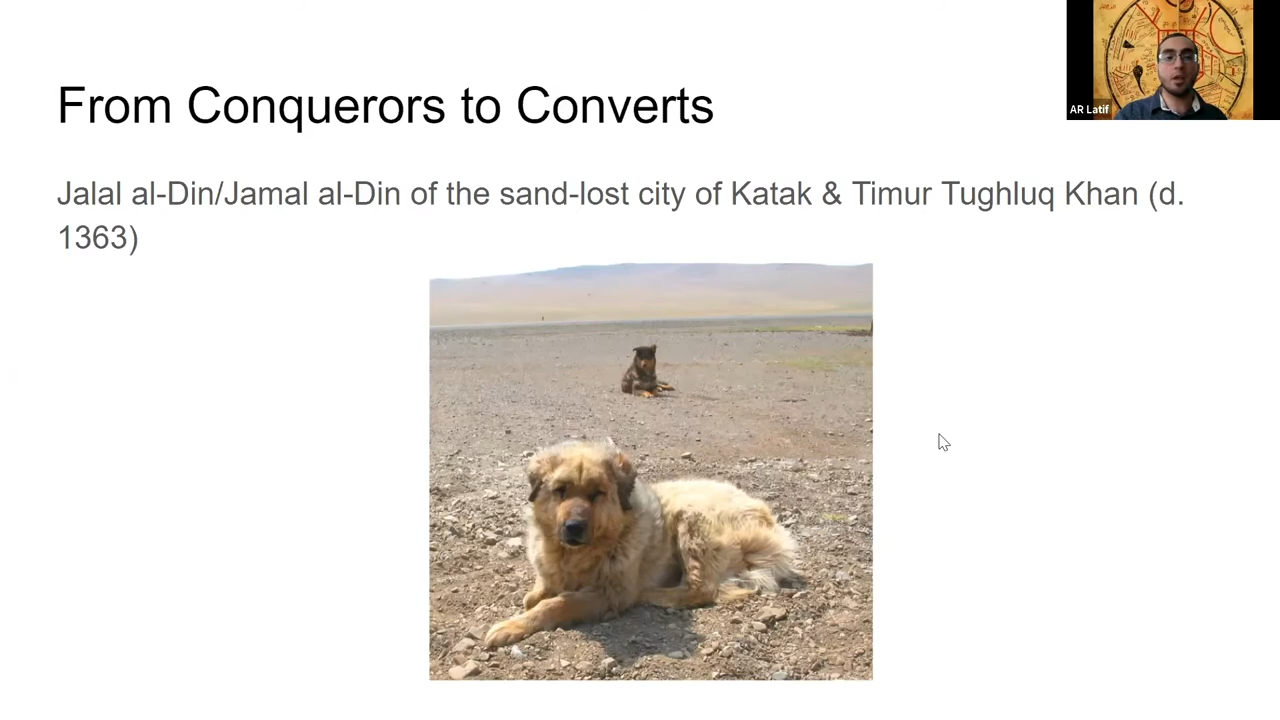 From Conquerors to Converts
Jalal al-Din/Jamal al-Din of the sand-lost city of Katak & Timur Tughluq Khan (d.
1363)
AR Latif